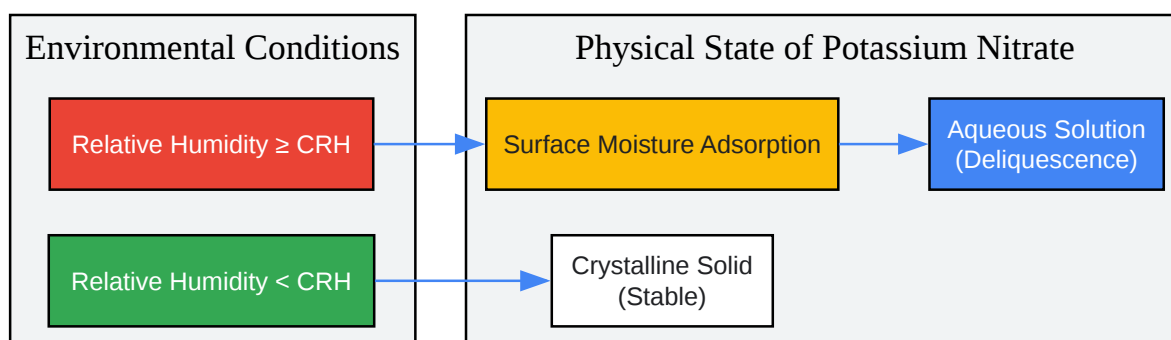 Environmental Conditions
Physical State of Potassium Nitrate
Relative Humidity ≥ CRH
Surface Moisture Adsorption
Aqueous Solution
(Deliquescence)
Relative Humidity < CRH
Crystalline Solid
(Stable)